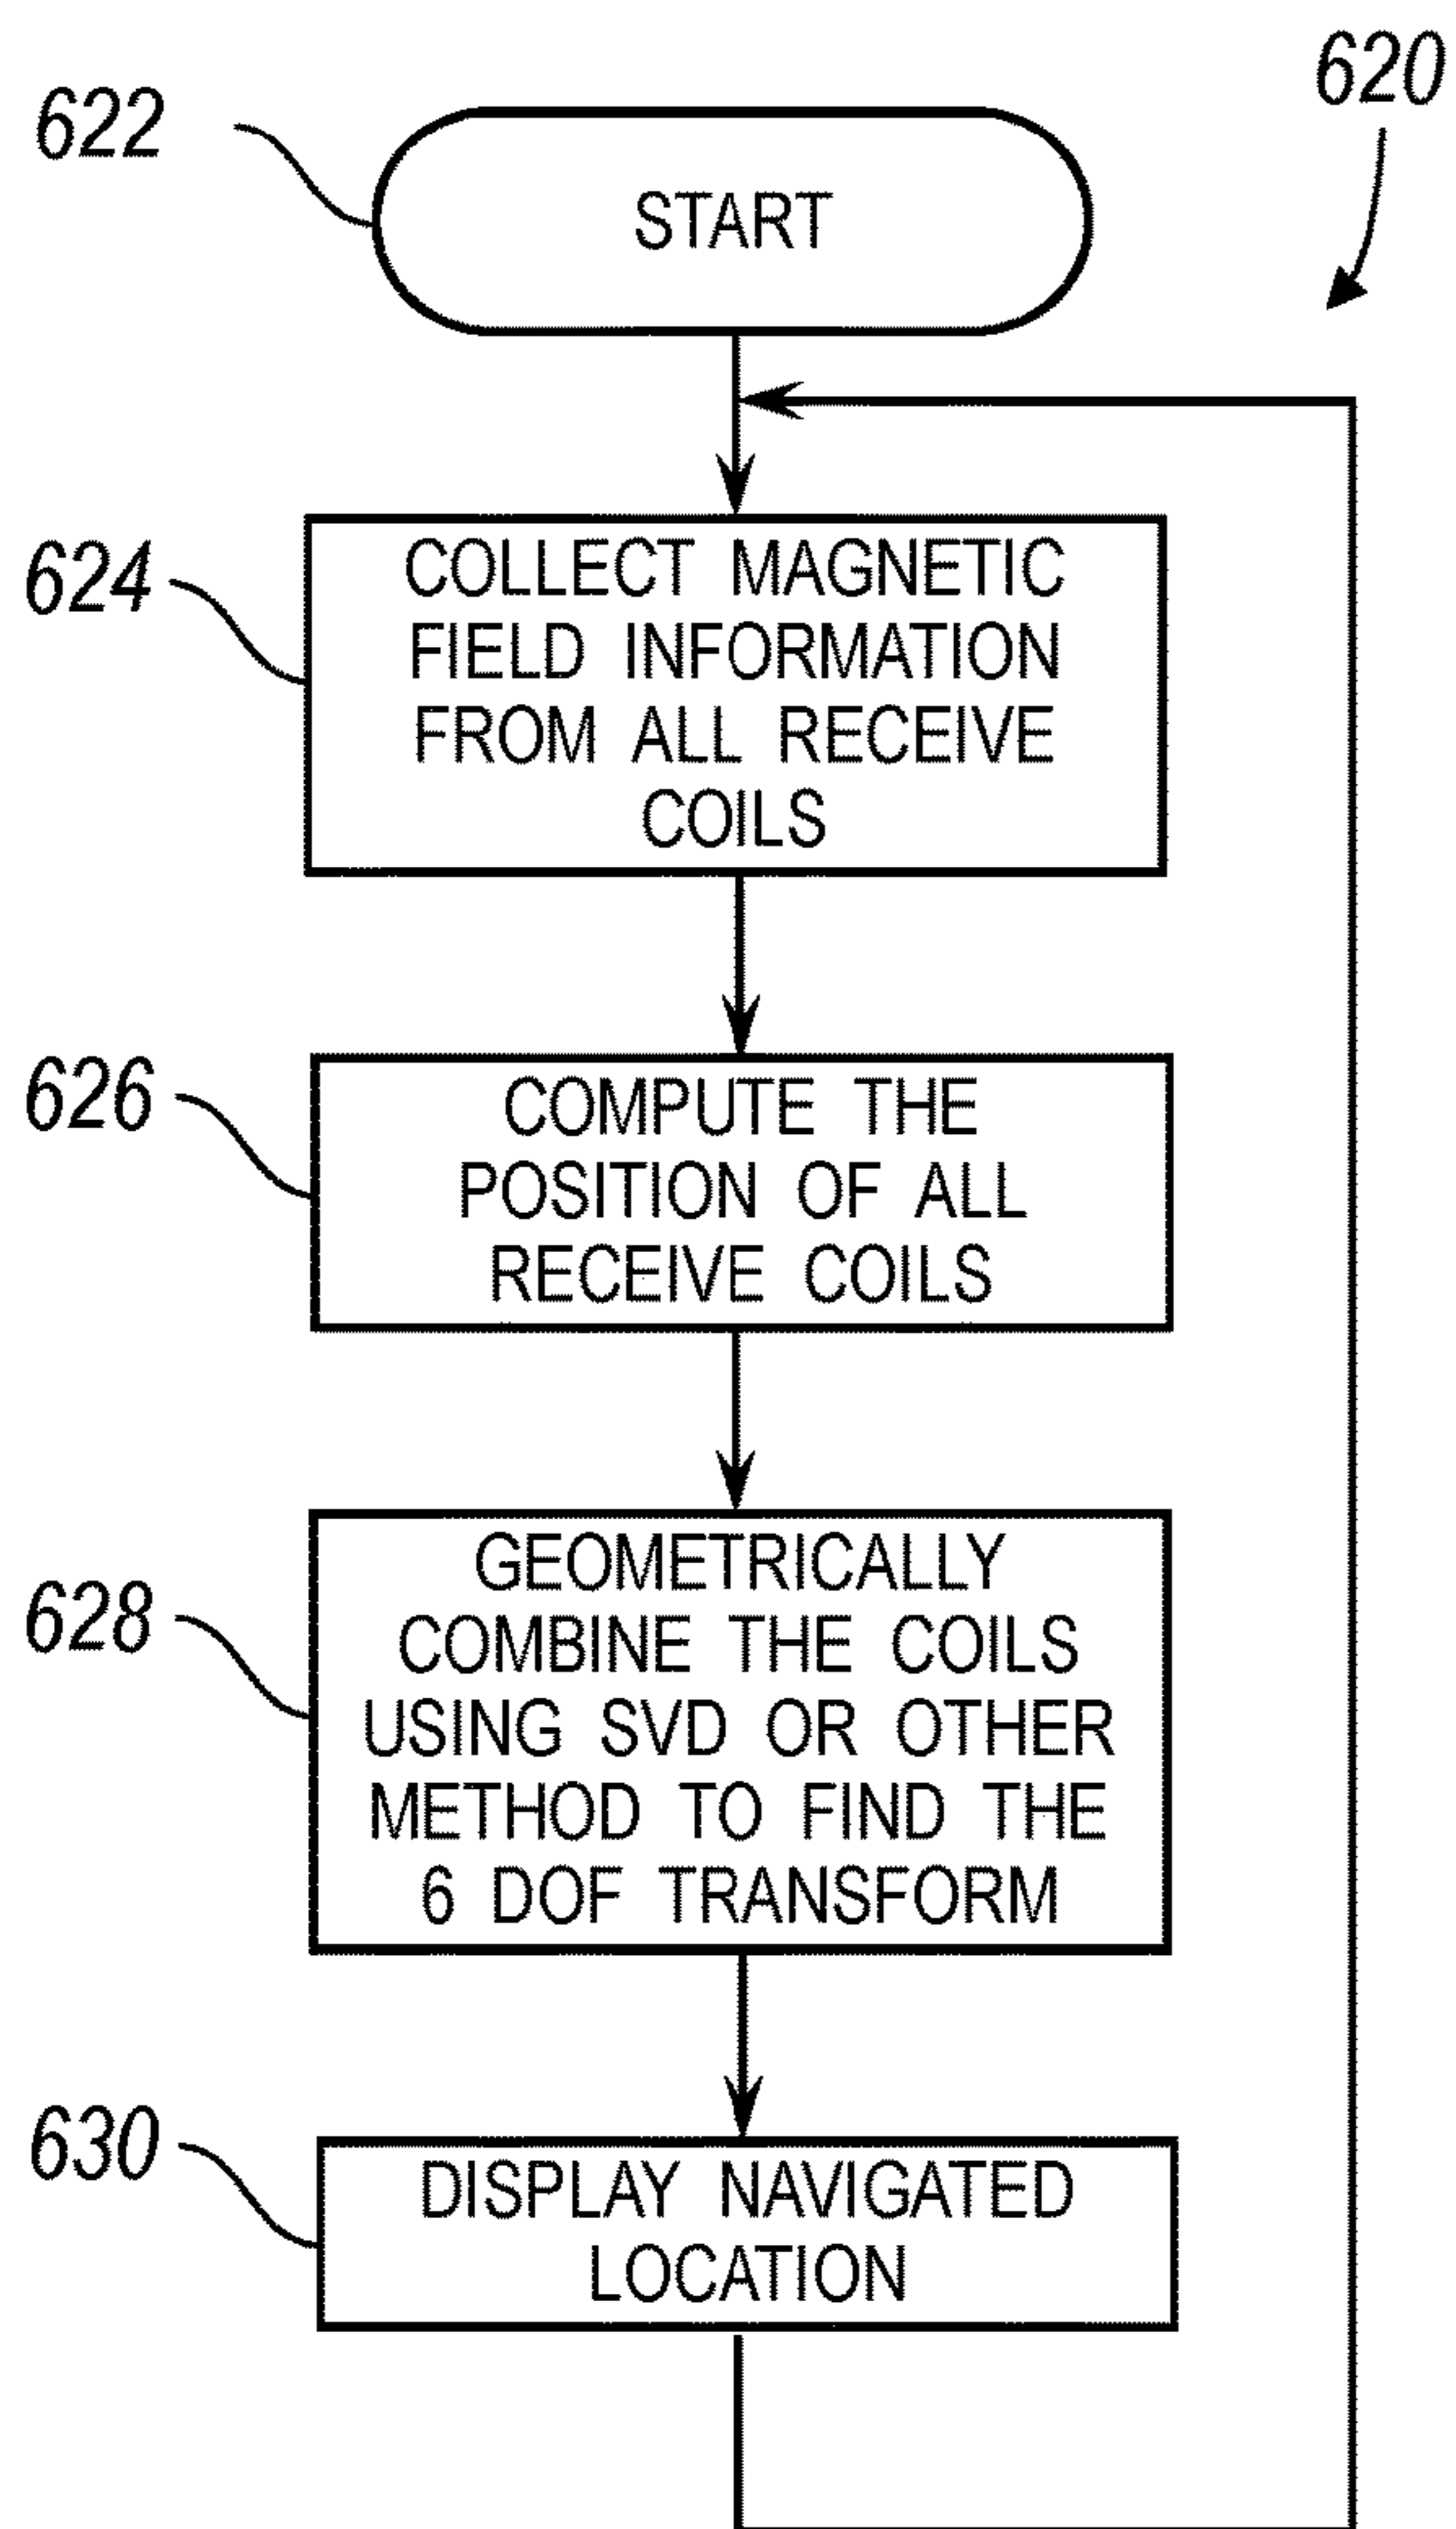 620
622
START
624
COLLECT MAGNETIC
FIELD INFORMATION
FROM ALL RECEIVE
COILS
626
COMPUTE THE
POSITION OF ALL
RECEIVE COILS
628
GEOMETRICALLY
COMBINE THE COILS
USING SVD OR OTHER
METHOD TO FIND THE
6 DOF TRANSFORM
630
DISPLAY NAVIGATED
LOCATION